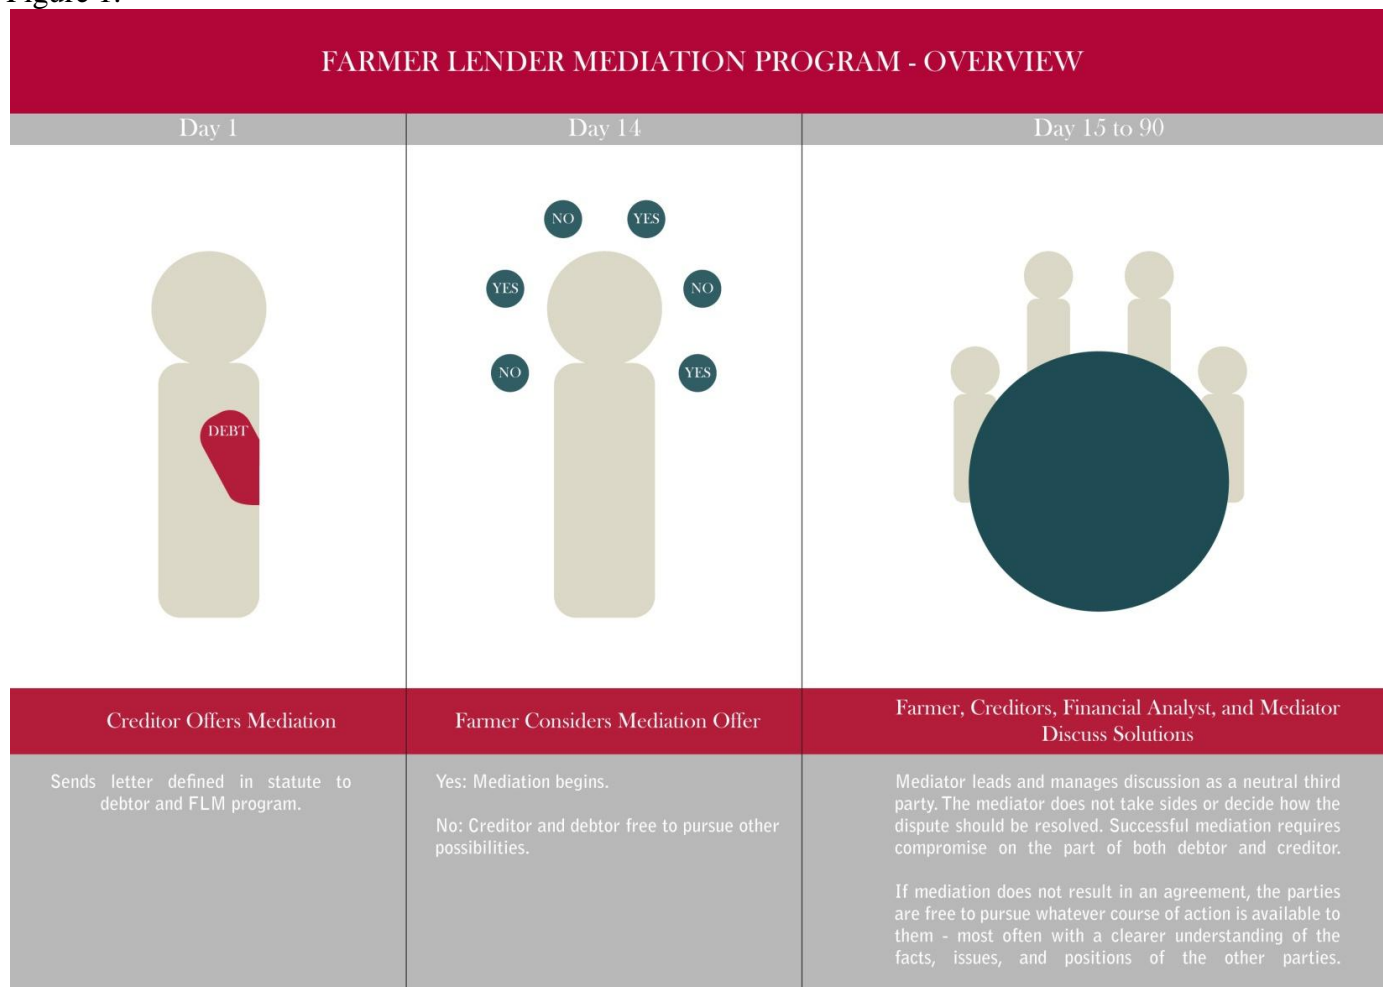 Figure 1:
FARMER LENDER MEDIATION PROGRAM - OVERVIEW
Day 1
Day 14
Day 15 to 90
DEBT
NO
YES
YES
NO
NO
YES
Creditor Offers Mediation
Farmer Considers Mediation Offer
Farmer, Creditors, Financial Analyst, and Mediator
Discuss Solutions
Sends letter defined in statute to
debtor and FLM program.
Yes: Mediation begins.
No: Creditor and debtor free to pursue other
possibilities.
Mediator leads and manages discussion as a neutral third
party. The mediator does not take sides or decide how the
dispute should be resolved. Successful mediation requires
compromise on the part of both debtor and creditor.
If mediation does not result in an agreement, the parties
are free to pursue whatever course of action is available to
them - most often with a clearer understanding of the
facts, issues, and positions of the other parties.